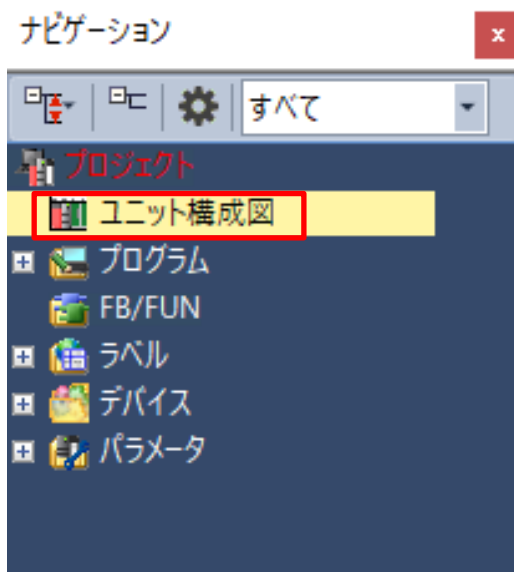 ナビゲーション
x
すべて
プロジェクト
ユニット構成図
プログラム
FB/FUN
ラベル
デバイス
パラメータ